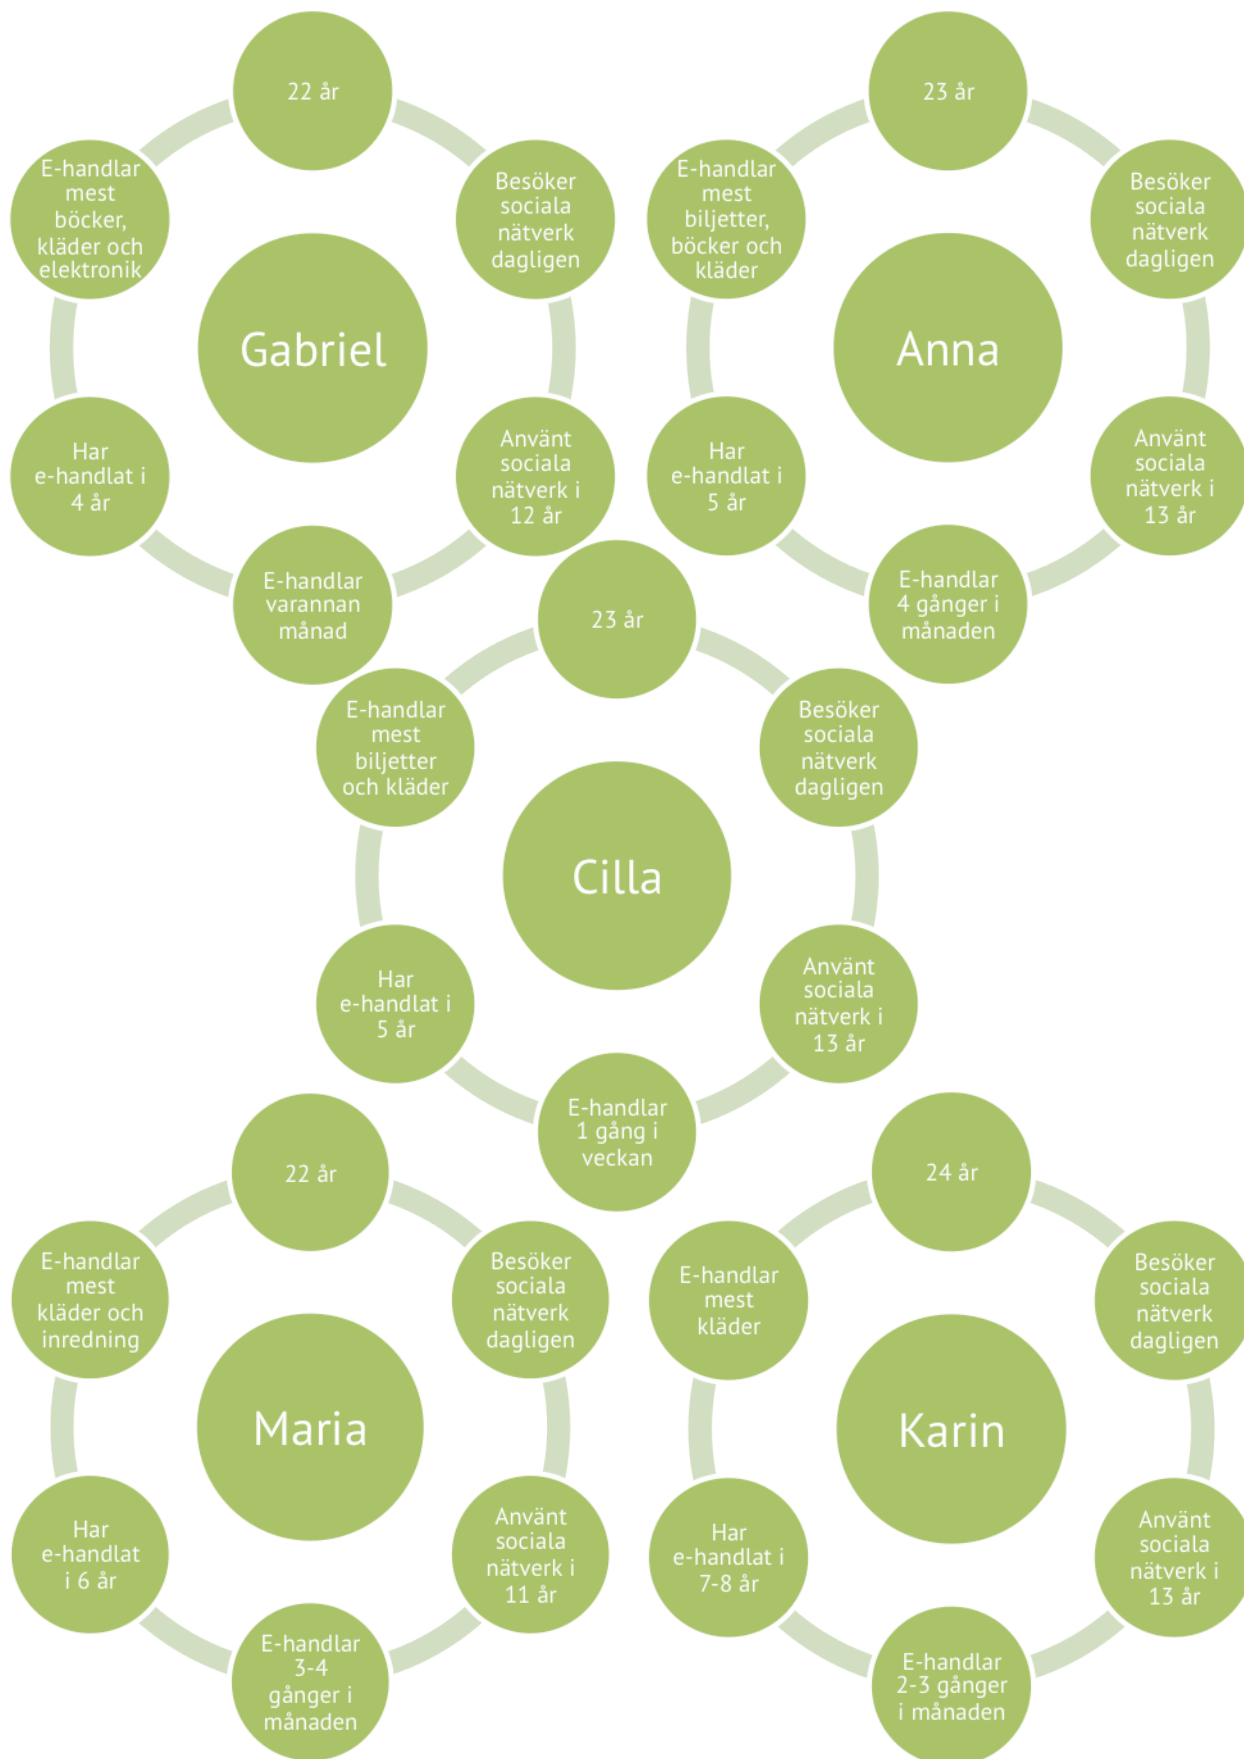 22 år
Besöker
sociala
nätverk
dagligen
Använt
sociala
nätverk i
12 år
E-handlar
varannan
månad
Har
e-handlat i
4 år
E-handlar
mest
böcker,
kläder och
elektronik
Gabriel
23 år
Besöker
sociala
nätverk
dagligen
Använt
sociala
nätverk i
13 år
E-handlar
4 gånger i
månaden
Har
e-handlat i
5 år
E-handlar
mest
biljetter,
böcker och
kläder
Anna
23 år
Besöker
sociala
nätverk
dagligen
Använt
sociala
nätverk i
13 år
E-handlar
1 gång i
veckan
Har
e-handlat i
5 år
E-handlar
mest
biljetter
och kläder
Cilla
22 år
Besöker
sociala
nätverk
dagligen
Använt
sociala
nätverk i
11 år
E-handlar
3-4
gånger i
månaden
Har
e-handlat
i 6 år
E-handlar
mest
kläder och
inredning
Maria
24 år
Besöker
sociala
nätverk
dagligen
Använt
sociala
nätverk i
13 år
E-handlar
2-3 gånger
i månaden
Har
e-handlat i
7-8 år
E-handlar
mest
kläder
Karin